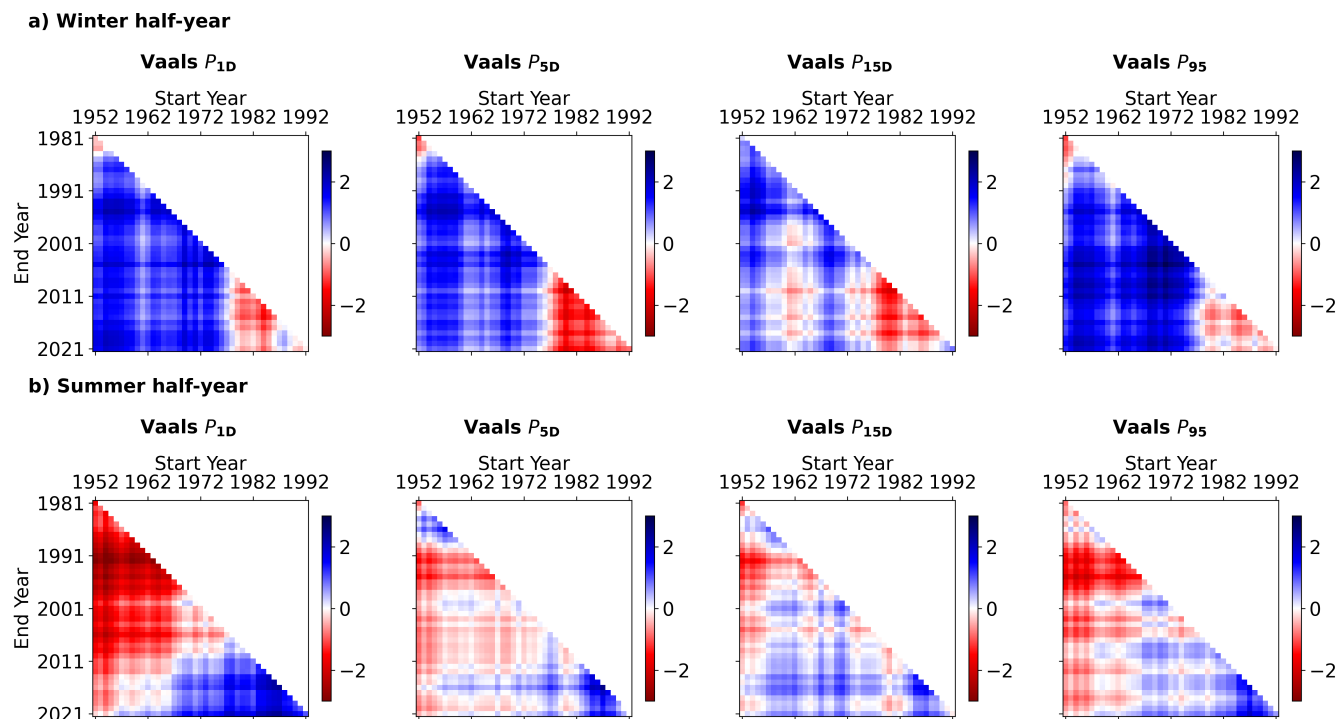 a) Winter half-year
Vaals P1D
Vaals P5D
Vaals P15D
Vaals P95
Start Year
Start Year
Start Year
Start Year
1952 1962 1972 1982 1992
1952 1962 1972 1982 1992
1952 1962 1972 1982 1992
1952 1962 1972 1982 1992
End Year
1981
1991
2001
2011
2021
2
0
−2
2
0
−2
2
0
−2
2
0
−2
b) Summer half-year
Vaals P1D
Vaals P5D
Vaals P15D
Vaals P95
Start Year
Start Year
Start Year
Start Year
1952 1962 1972 1982 1992
1952 1962 1972 1982 1992
1952 1962 1972 1982 1992
1952 1962 1972 1982 1992
End Year
1981
1991
2001
2011
2021
2
0
−2
2
0
−2
2
0
−2
2
0
−2